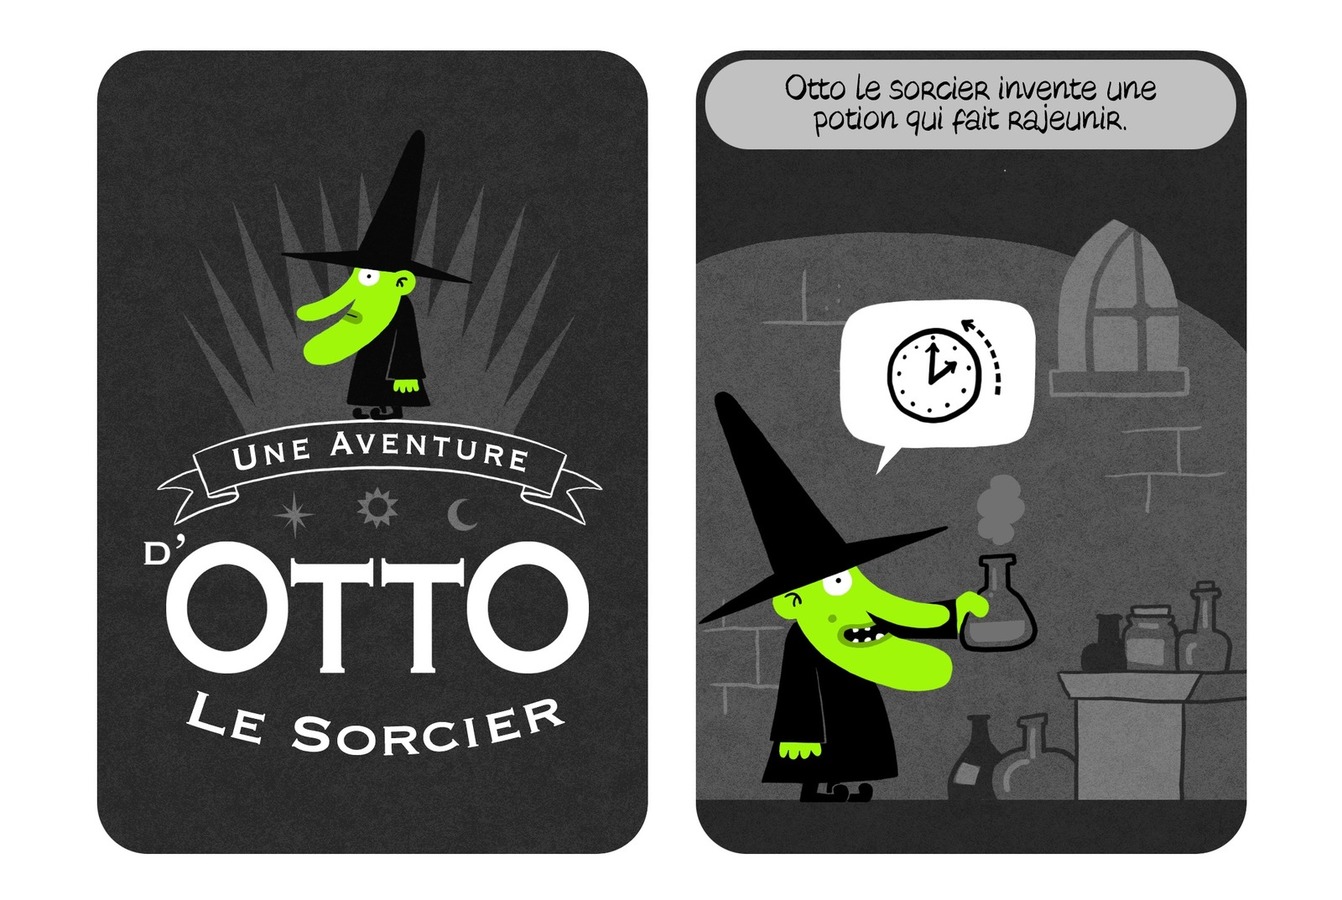 Une Aventure
d'Otto
Le Sorcier
Otto le sorcier invente une
potion qui fait rajeunir.